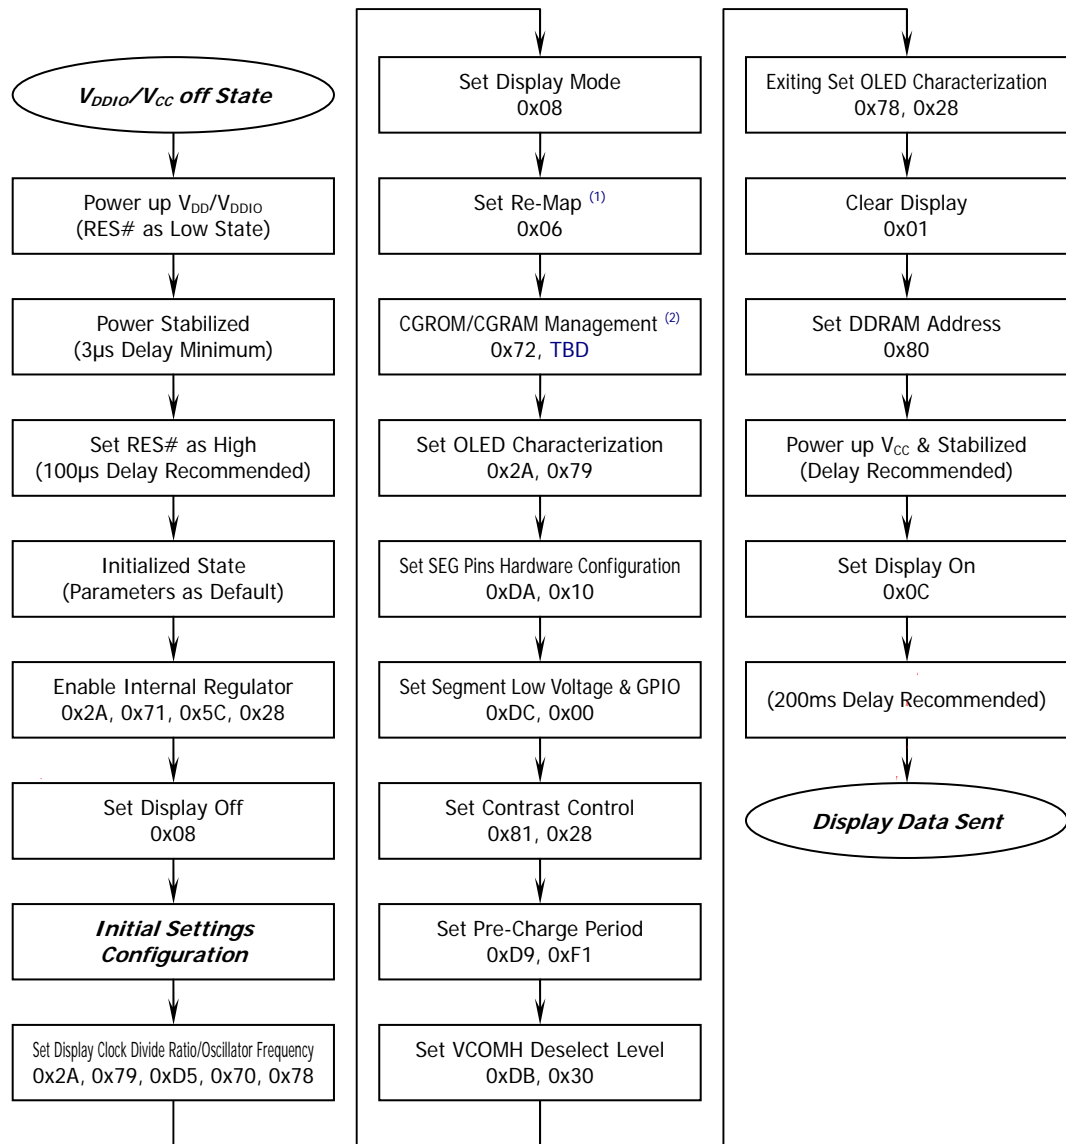 V_DDIO/V_CC off State
Power up V_DD/V_DDIO
(RES# as Low State)
Power Stabilized
(3µs Delay Minimum)
Set RES# as High
(100µs Delay Recommended)
Initialized State
(Parameters as Default)
Enable Internal Regulator
0x2A, 0x71, 0x5C, 0x28
Set Display Off
0x08
Initial Settings
Configuration
Set Display Clock Divide Ratio/Oscillator Frequency
0x2A, 0x79, 0xD5, 0x70, 0x78
Set Display Mode
0x08
Set Re-Map (1)
0x06
CGROM/CGRAM Management (2)
0x72, TBD
Set OLED Characterization
0x2A, 0x79
Set SEG Pins Hardware Configuration
0xDA, 0x10
Set Segment Low Voltage & GPIO
0xDC, 0x00
Set Contrast Control
0x81, 0x28
Set Pre-Charge Period
0xD9, 0xF1
Set VCOMH Deselect Level
0xDB, 0x30
Exiting Set OLED Characterization
0x78, 0x28
Clear Display
0x01
Set DDRAM Address
0x80
Power up V_CC & Stabilized
(Delay Recommended)
Set Display On
0x0C
(200ms Delay Recommended)
Display Data Sent